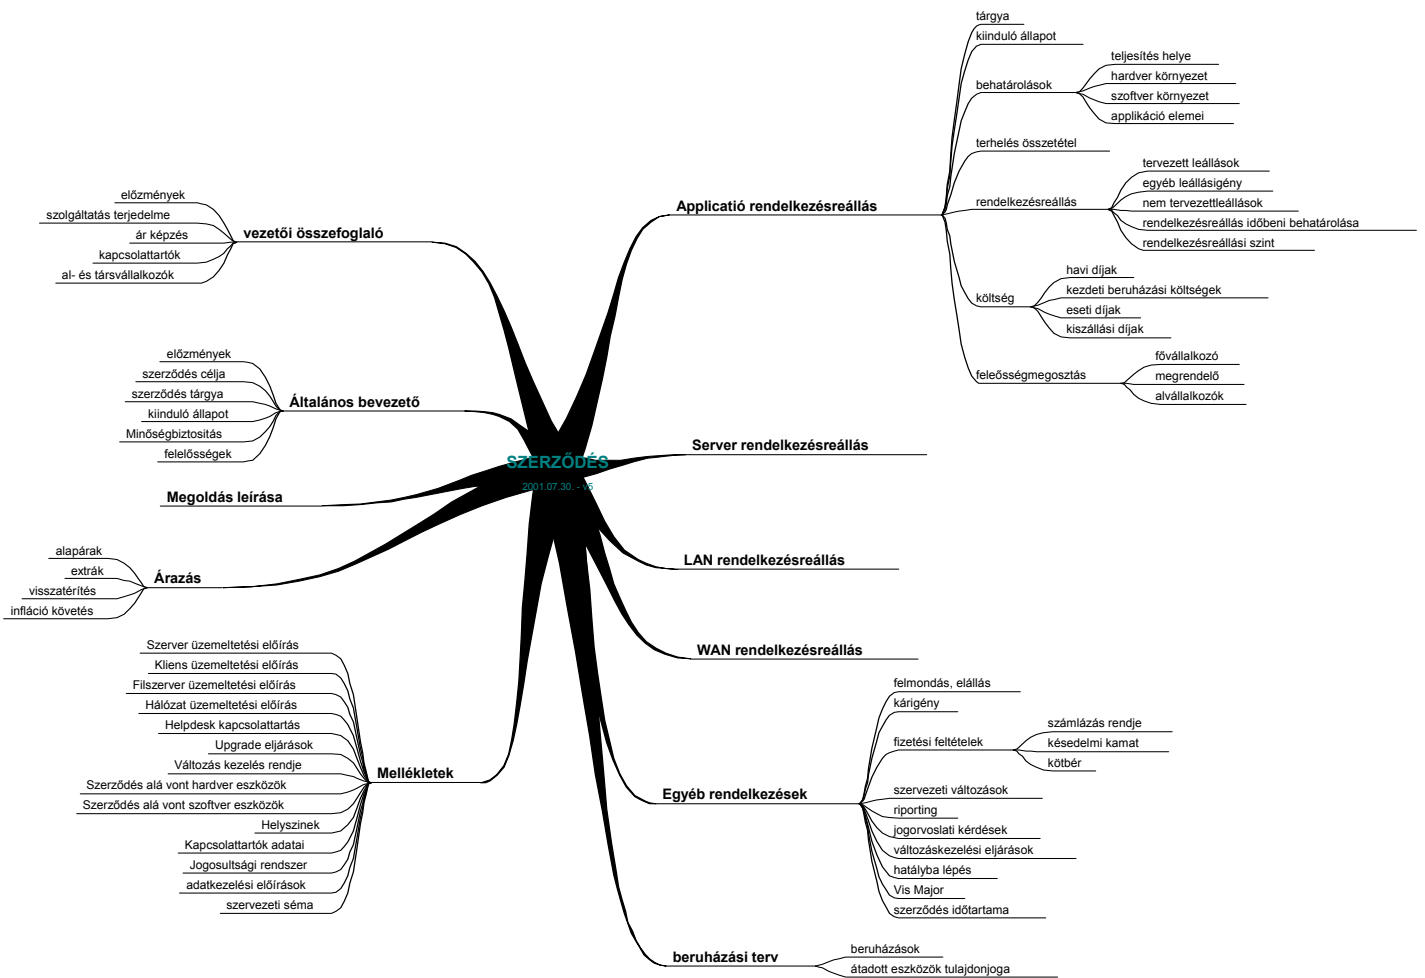 SZERZŐDÉS
2001.07.30. - v5
Applicatió rendelkezésreállás
tárgya
kiinduló állapot
behatárolások
teljesítés helye
hardver környezet
szoftver környezet
applikáció elemei
terhelés összetétel
rendelkezésreállás
tervezett leállások
egyéb leállásigény
nem tervezettleállások
rendelkezésreállás időbeni behatárolása
rendelkezésreállási szint
költség
havi díjak
kezdeti beruházási költségek
eseti díjak
kiszállási díjak
feleősségmegosztás
fővállalkozó
megrendelő
alvállalkozók
Server rendelkezésreállás
LAN rendelkezésreállás
WAN rendelkezésreállás
Egyéb rendelkezések
felmondás, elállás
kárigény
fizetési feltételek
számlázás rendje
késedelmi kamat
kötbér
szervezeti változások
riporting
jogorvoslati kérdések
változáskezelési eljárások
hatályba lépés
Vis Major
szerződés időtartama
beruházási terv
beruházások
átadott eszközök tulajdonjoga
vezetői összefoglaló
előzmények
szolgáltatás terjedelme
ár képzés
kapcsolattartók
al- és társvállalkozók
Általános bevezető
előzmények
szerződés célja
szerződés tárgya
kiinduló állapot
Minőségbiztositás
felelősségek
Megoldás leírása
Árazás
alapárak
extrák
visszatérítés
infláció követés
Mellékletek
Szerver üzemeltetési előírás
Kliens üzemeltetési előírás
Filszerver üzemeltetési előírás
Hálózat üzemeltetési előírás
Helpdesk kapcsolattartás
Upgrade eljárások
Változás kezelés rendje
Szerződés alá vont hardver eszközök
Szerződés alá vont szoftver eszközök
Helyszinek
Kapcsolattartók adatai
Jogosultsági rendszer
adatkezelési előírások
szervezeti séma